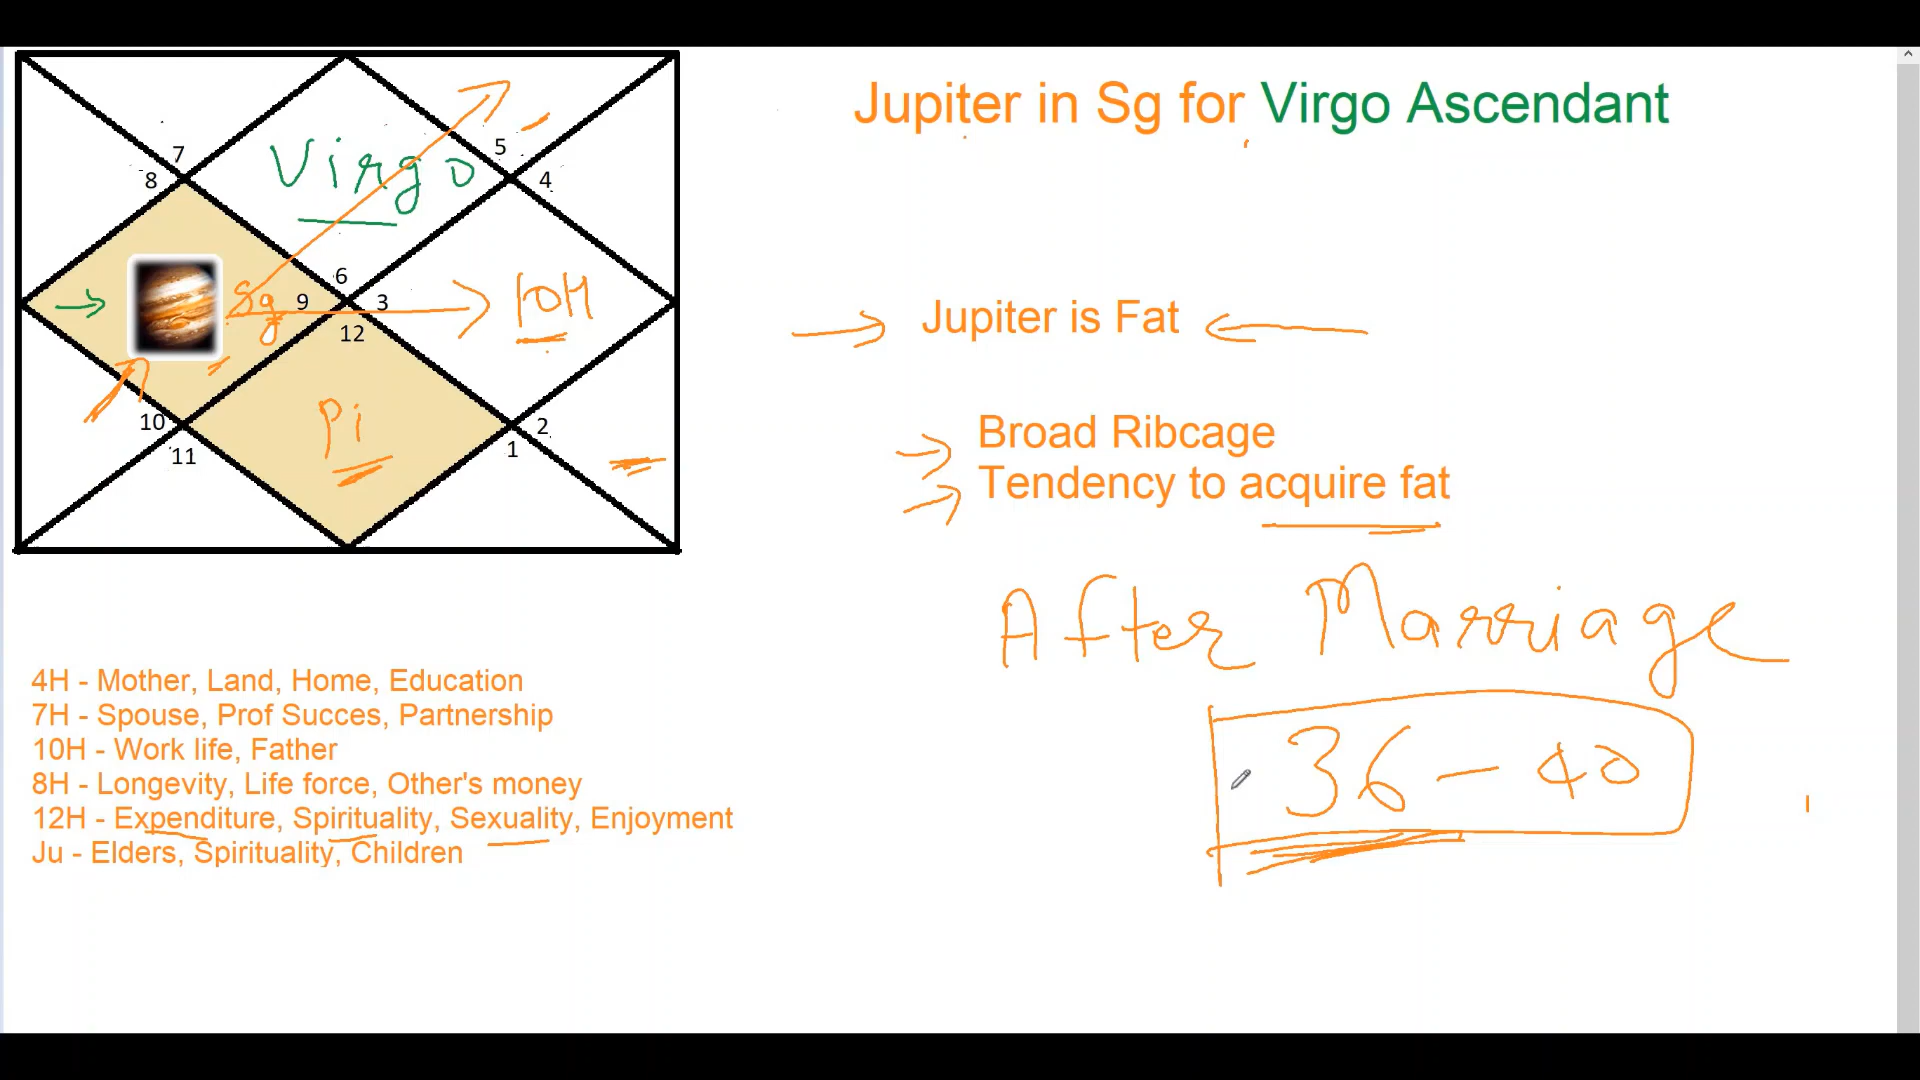 Jupiter in Sg for Virgo Ascendant
7
8
Virgo
5
4
6
Sg 9
3
10H
12
Pi
10
11
2
1
Jupiter is Fat
Broad Ribcage
Tendency to acquire fat
After Marriage
36 - 40
4H - Mother, Land, Home, Education
7H - Spouse, Prof Succes, Partnership
10H - Work life, Father
8H - Longevity, Life force, Other's money
12H - Expenditure, Spirituality, Sexuality, Enjoyment
Ju - Elders, Spirituality, Children